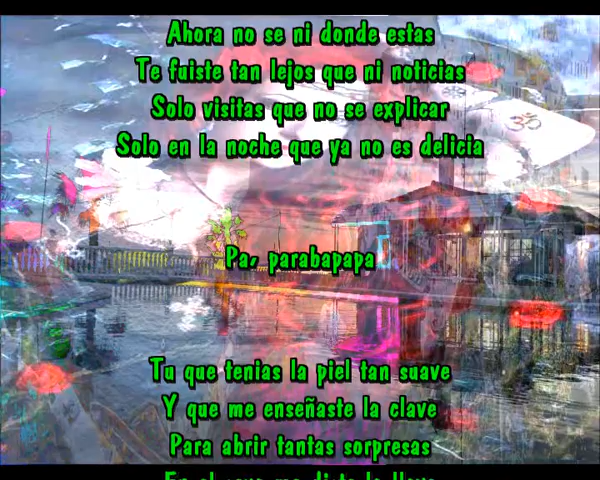 Ahora no se ni donde estas
Te fuiste tan lejos que ni noticias
Solo visitas que no se explicar
Solo en la noche que ya no es delicia
Pa, parabapapa
Tu que tenias la piel tan suave
Y que me enseñaste la clave
Para abrir tantas sorpresas